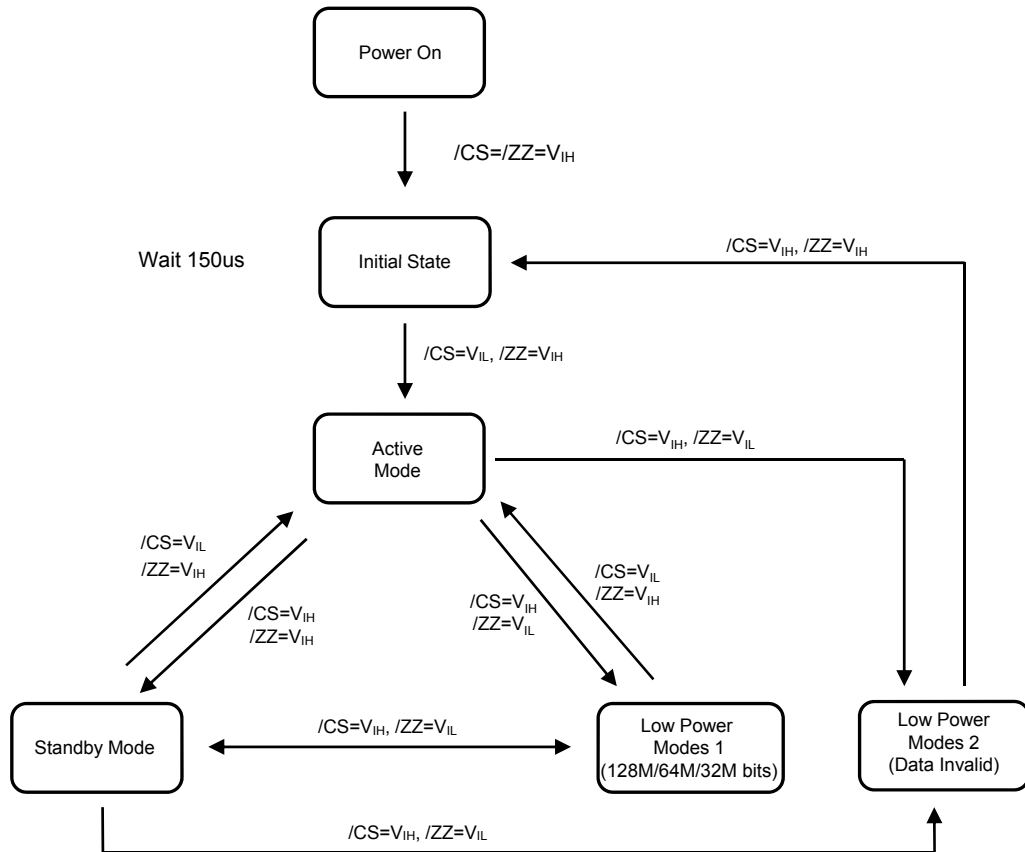 Power On
/CS=/ZZ=VIH
Wait 150us
Initial State
/CS=VIH, /ZZ=VIH
/CS=VIL, /ZZ=VIH
Active
Mode
/CS=VIH, /ZZ=VIL
/CS=VIL
/ZZ=VIH
/CS=VIH
/ZZ=VIH
/CS=VIH
/ZZ=VIL
/CS=VIL
/ZZ=VIH
Standby Mode
/CS=VIH, /ZZ=VIL
Low Power
Modes 1
(128M/64M/32M bits)
Low Power
Modes 2
(Data Invalid)
/CS=VIH, /ZZ=VIL